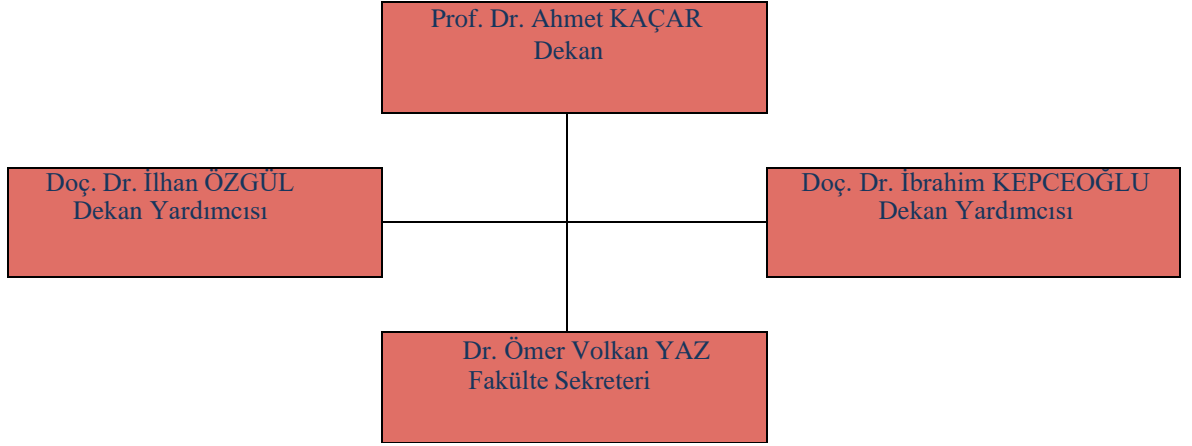 Prof. Dr. Ahmet KAÇAR
Dekan
Doç. Dr. İlhan ÖZGÜL
Dekan Yardımcısı
Doç. Dr. İbrahim KEPCEOĞLU
Dekan Yardımcısı
Dr. Ömer Volkan YAZ
Fakülte Sekreteri